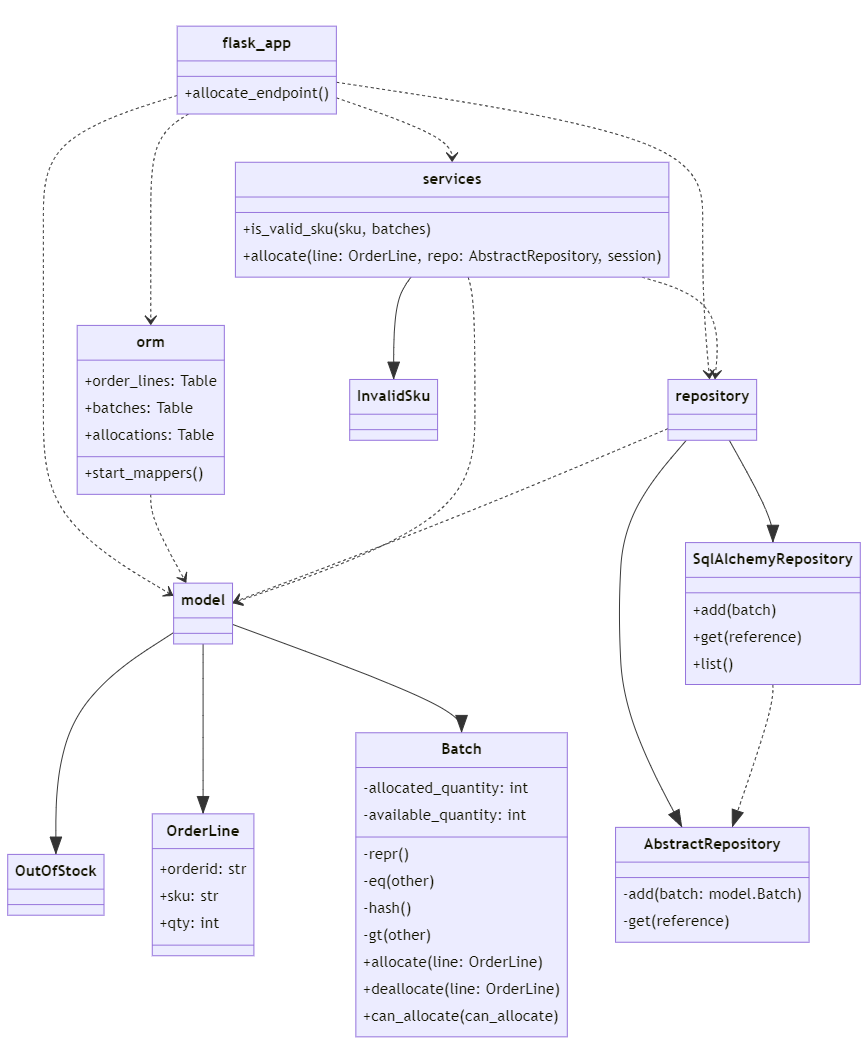 flask_app
+allocate_endpoint()
services
+is_valid_sku(sku, batches)
+allocate(line: OrderLine, repo: AbstractRepository, session)
orm
+order_lines: Table
+batches: Table
+allocations: Table
+start_mappers()
InvalidSku
repository
SqlAlchemyRepository
+add(batch)
+get(reference)
+list()
model
Batch
-allocated_quantity: int
-available_quantity: int
-repr()
-eq(other)
-hash()
-gt(other)
+allocate(line: OrderLine)
+deallocate(line: OrderLine)
+can_allocate(can_allocate)
OrderLine
+orderid: str
+sku: str
+qty: int
OutOfStock
AbstractRepository
-add(batch: model.Batch)
-get(reference)